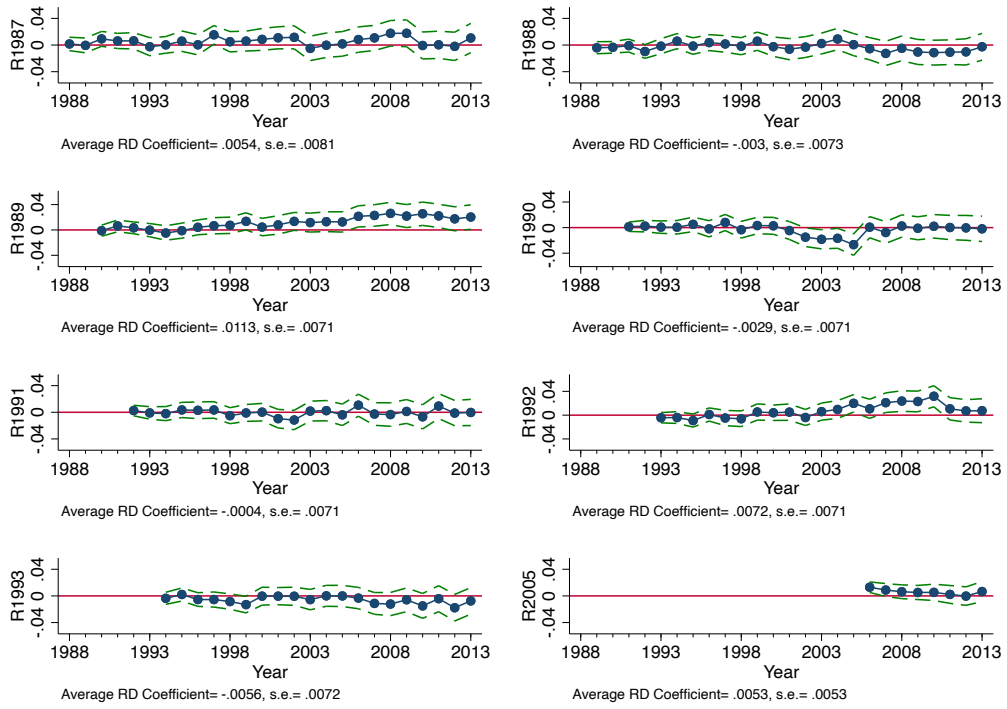 R1987
.04
0
-.04
1988 1993 1998 2003 2008 2013
Year
Average RD Coefficient= .0054, s.e.= .0081
R1988
.04
0
-.04
1988 1993 1998 2003 2008 2013
Year
Average RD Coefficient= -.003, s.e.= .0073
R1989
.04
0
-.04
1988 1993 1998 2003 2008 2013
Year
Average RD Coefficient= .0113, s.e.= .0071
R1990
.04
0
-.04
1988 1993 1998 2003 2008 2013
Year
Average RD Coefficient= -.0029, s.e.= .0071
R1991
.04
0
-.04
1988 1993 1998 2003 2008 2013
Year
Average RD Coefficient= -.0004, s.e.= .0071
R1992
.04
0
-.04
1988 1993 1998 2003 2008 2013
Year
Average RD Coefficient= .0072, s.e.= .0071
R1993
.04
0
-.04
1988 1993 1998 2003 2008 2013
Year
Average RD Coefficient= -.0056, s.e.= .0072
R2005
.04
0
-.04
1988 1993 1998 2003 2008 2013
Year
Average RD Coefficient= .0053, s.e.= .0053